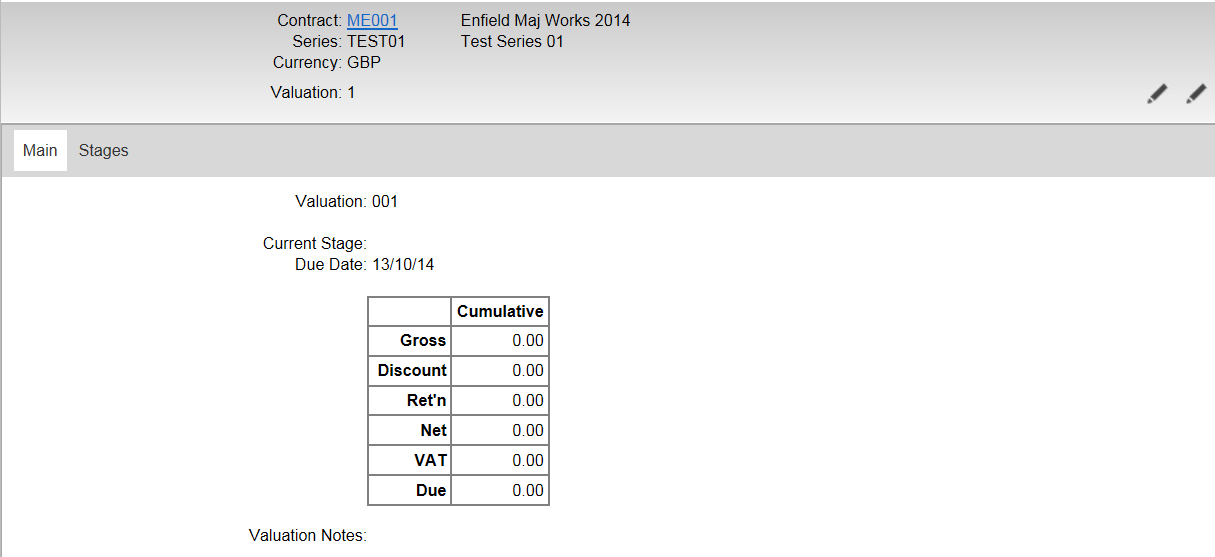 Contract: ME001 Enfield Maj Works 2014
Series: TEST01 Test Series 01
Currency: GBP
Valuation: 1
Main Stages
Valuation: 001
Current Stage:
Due Date: 13/10/14
Cumulative
Gross 0.00
Discount 0.00
Ret'n 0.00
Net 0.00
VAT 0.00
Due 0.00
Valuation Notes: